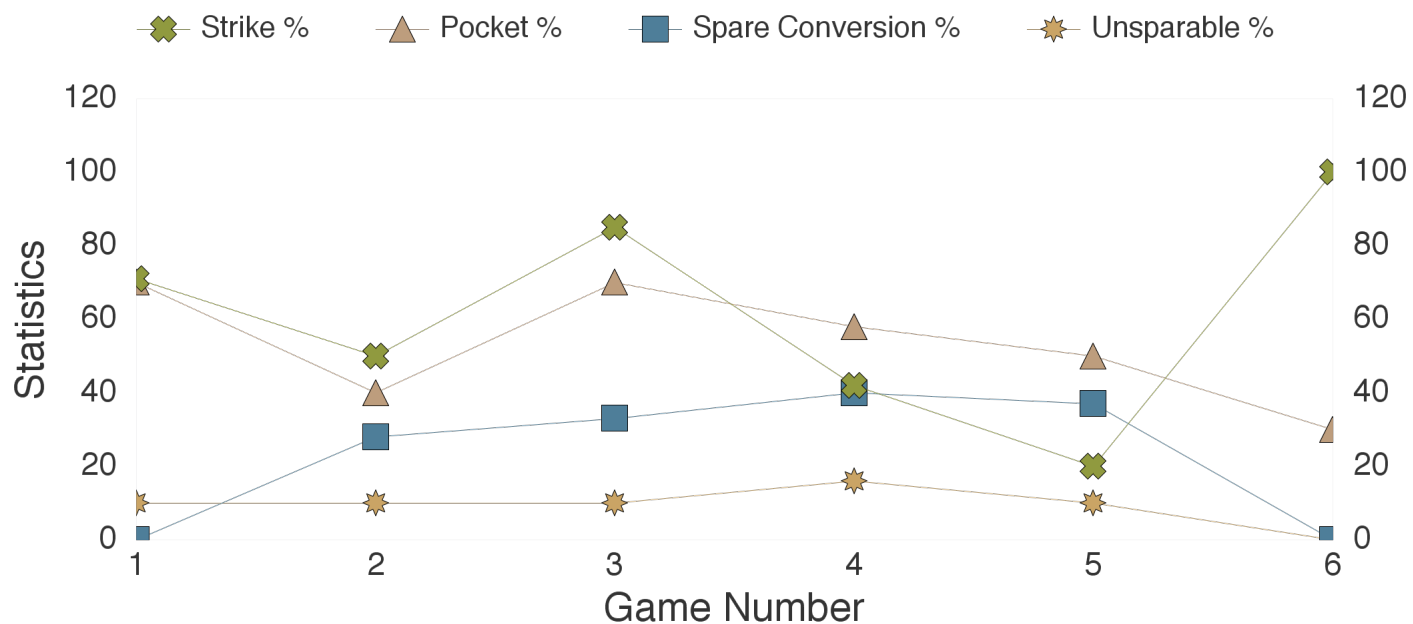 Strike % Pocket % Spare Conversion % Unsparable %
120 120
100 100
80 80
60 60
40 40
20 20
0 0
1 2 3 4 5 6
Statistics
Game Number